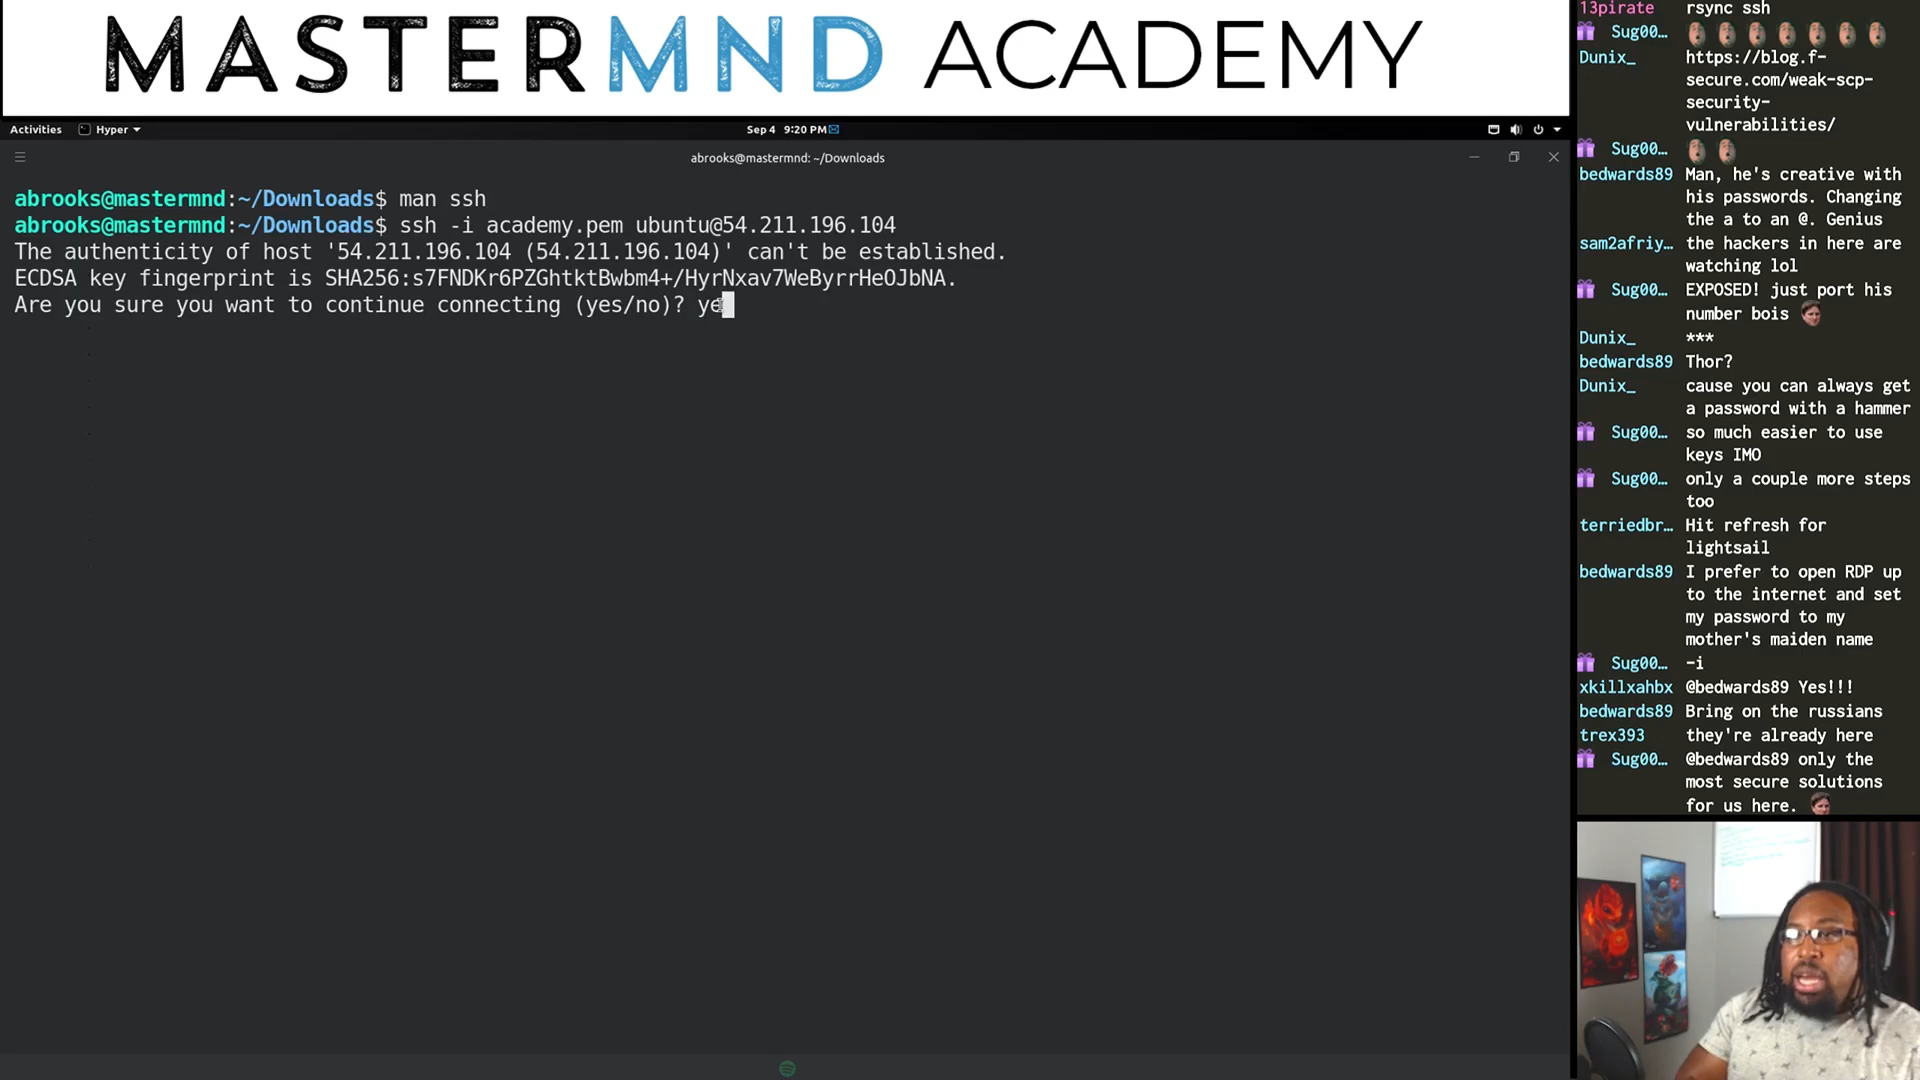 MASTERMND ACADEMY
Activities
Hyper
Sep 4 9:20 PM
abrooks@mastermnd: ~/Downloads
abrooks@mastermnd:~/Downloads$ man ssh
abrooks@mastermnd:~/Downloads$ ssh -i academy.pem ubuntu@54.211.196.104
The authenticity of host '54.211.196.104 (54.211.196.104)' can't be established.
ECDSA key fingerprint is SHA256:s7FNDKr6PZGhtktBwbm4+/HyrNxav7WeByrrHeOJbNA.
Are you sure you want to continue connecting (yes/no)? ye
13pirate rsync ssh
Sug00…
Dunix_ https://blog.f-
secure.com/weak-scp-
security-
vulnerabilities/
Sug00…
bedwards89 Man, he's creative with
his passwords. Changing
the a to an @. Genius
sam2afriy… the hackers in here are
watching lol
Sug00… EXPOSED! just port his
number bois
Dunix_ ***
bedwards89 Thor?
Dunix_ cause you can always get
a password with a hammer
Sug00… so much easier to use
keys IMO
Sug00… only a couple more steps
too
terriedbr… Hit refresh for
lightsail
bedwards89 I prefer to open RDP up
to the internet and set
my password to my
mother's maiden name
Sug00… -i
xkillxahbx @bedwards89 Yes!!!
bedwards89 Bring on the russians
trex393 they're already here
Sug00… @bedwards89 only the
most secure solutions
for us here.